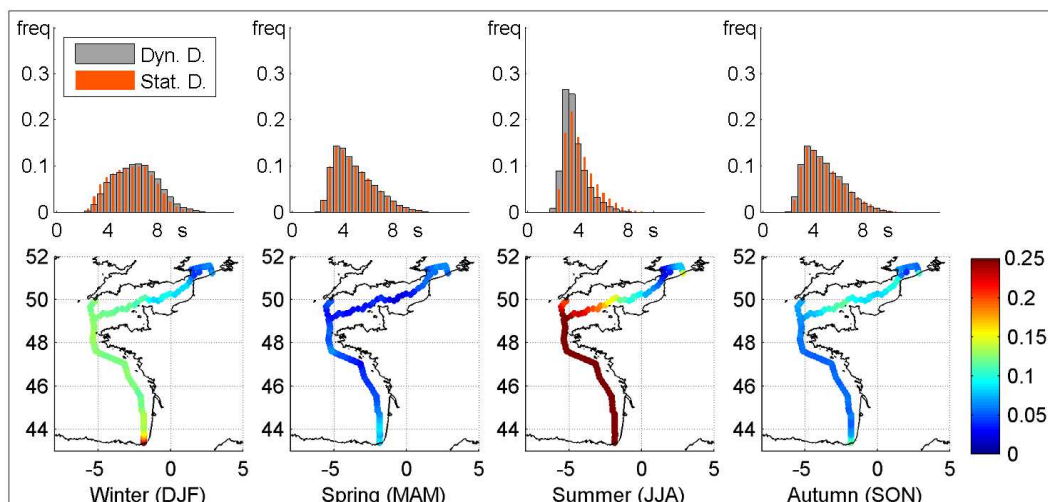 freq freq freq freq
Dyn. D.
Stat. D.
0.3 0.3 0.3 0.3
0.2 0.2 0.2 0.2
0.1 0.1 0.1 0.1
0 0 0 0
4 8 s 4 8 s 4 8 s 4 8 s
52 52 52 52
50 50 50 50
48 48 48 48
46 46 46 46
44 44 44 44
0.25
0.2
0.15
0.1
0.05
0
-5 0 5 -5 0 5 -5 0 5 -5 0 5
Winter (DJF) Spring (MAM) Summer (JJA) Autumn (SON)